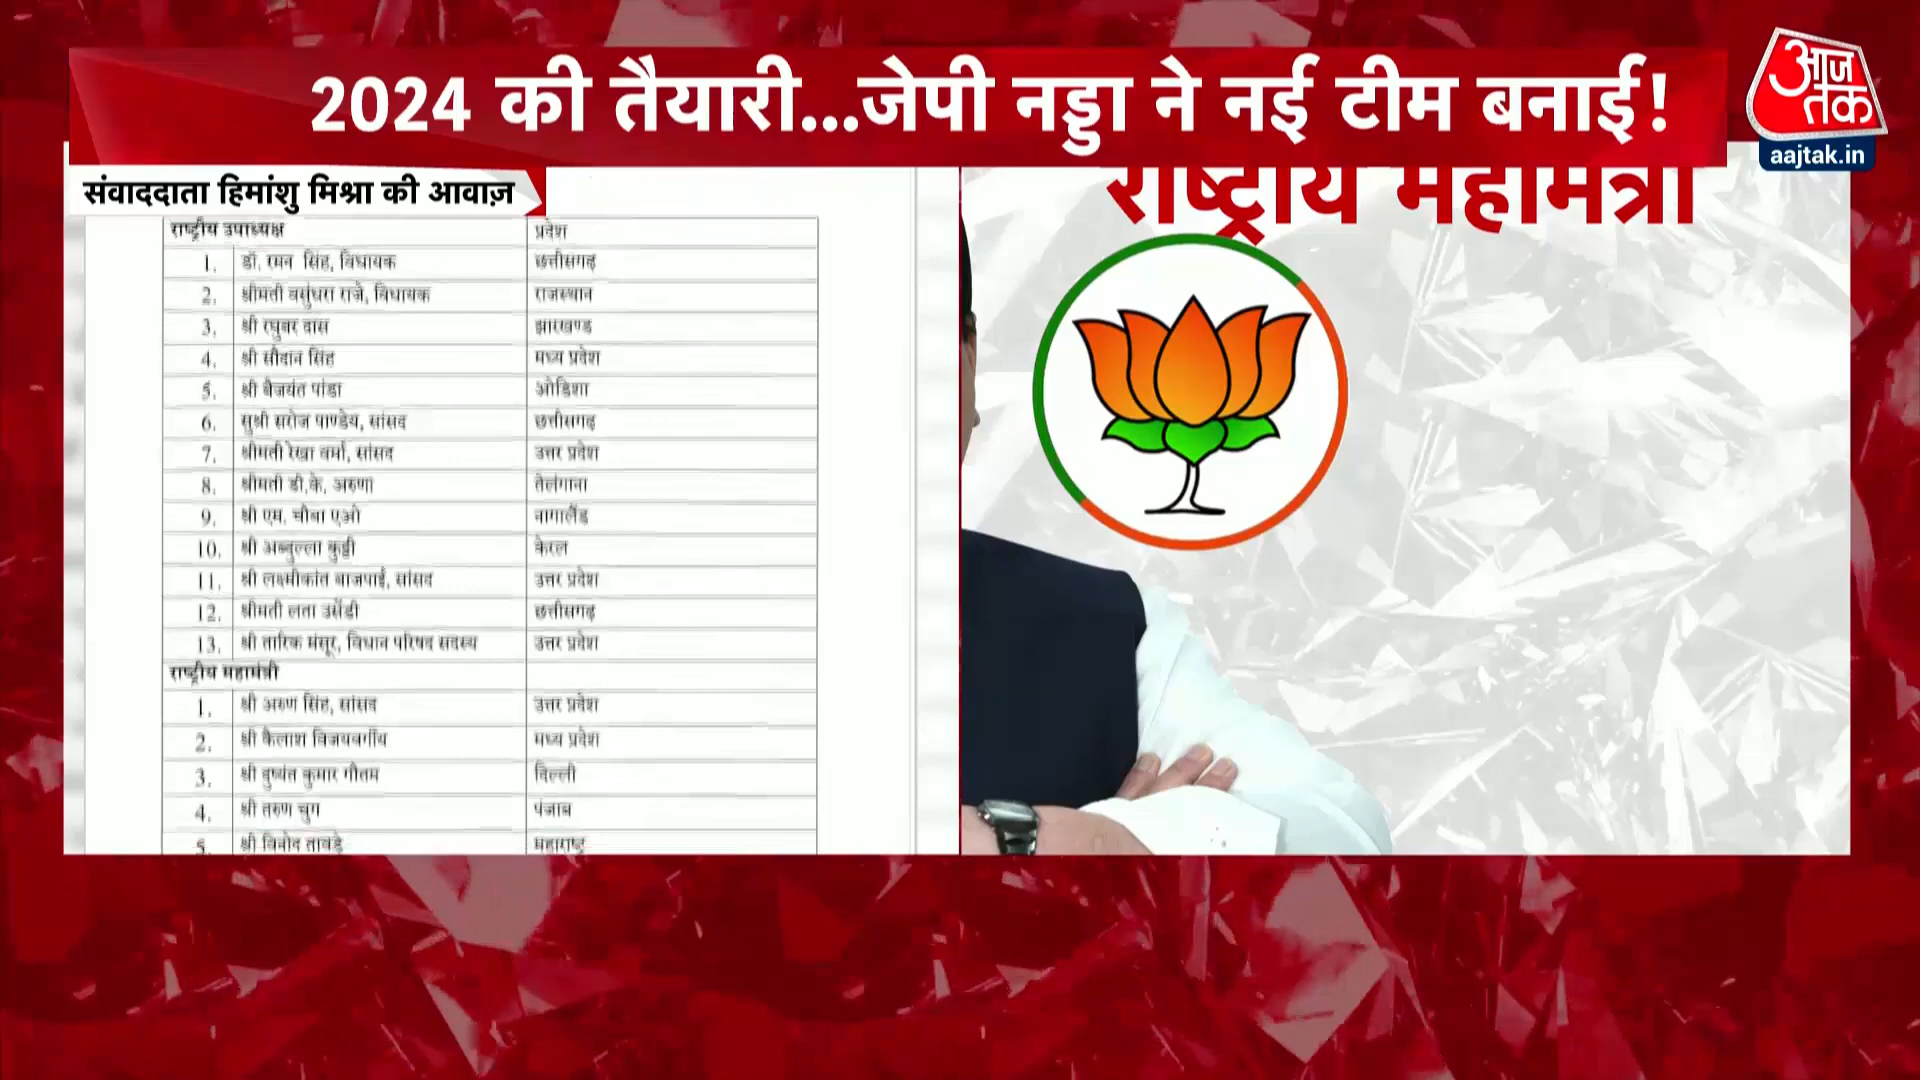 2024 की तैयारी...जेपी नड्डा ने नई टीम बनाई!
आज तक
aajtak.in
संवाददाता हिमांशु मिश्रा की आवाज़
राष्ट्रीय महामंत्री
राष्ट्रीय उपाध्यक्ष प्रदेश
1. डॉ. रमन सिंह, विधायक छत्तीसगढ़
2. श्रीमती वसुंधरा राजे, विधायक राजस्थान
3. श्री रघुबर दास झारखण्ड
4. श्री सौदान सिंह मध्य प्रदेश
5. श्री बैजयंत पांडा ओडिशा
6. सुश्री सरोज पाण्डेय, सांसद छत्तीसगढ़
7. श्रीमती रेखा वर्मा, सांसद उत्तर प्रदेश
8. श्रीमती डी.के. अरुणा तेलंगाना
9. श्री एम. चौबा एओ नागालैंड
10. श्री अब्दुल्ला कुट्टी केरल
11. श्री लक्ष्मीकांत बाजपाई, सांसद उत्तर प्रदेश
12. श्रीमती लता उसेंडी छत्तीसगढ़
13. श्री तारिक मंसूर, विधान परिषद सदस्य उत्तर प्रदेश
राष्ट्रीय महामंत्री
1. श्री अरुण सिंह, सांसद उत्तर प्रदेश
2. श्री कैलाश विजयवर्गीय मध्य प्रदेश
3. श्री दुष्यंत कुमार गौतम दिल्ली
4. श्री तरुण चुग पंजाब
5. श्री विनोद तावड़े महाराष्ट्र